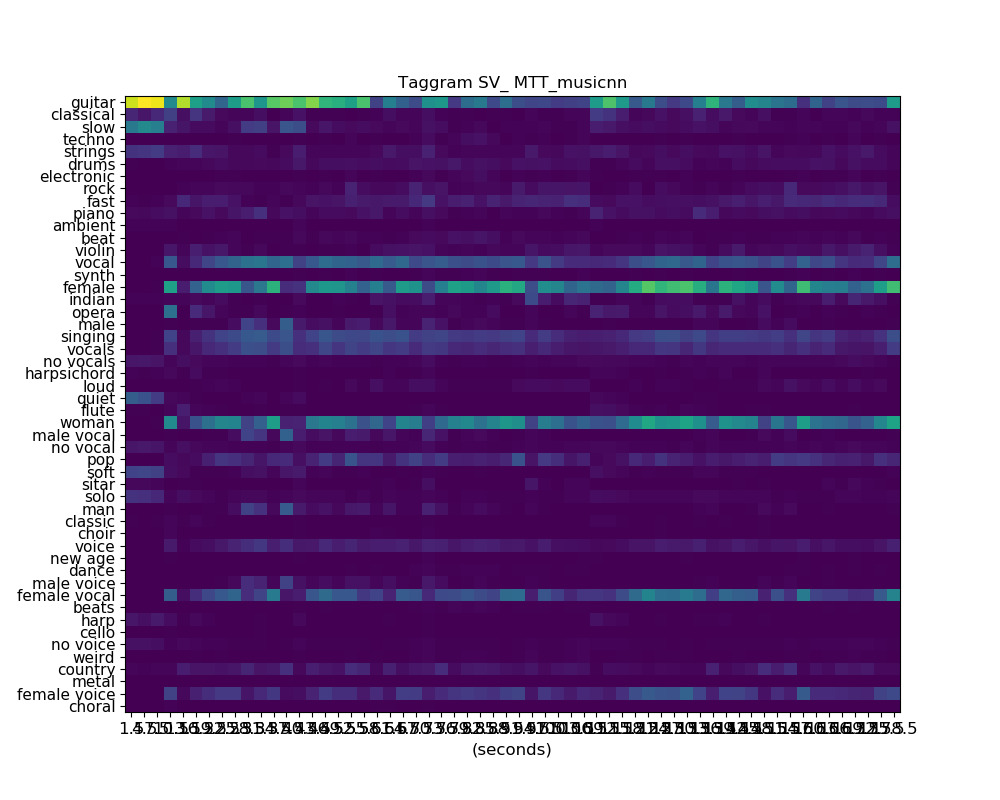 Taggram SV_ MTT_musicnn
guitar
classical
slow
techno
strings
drums
electronic
rock
fast
piano
ambient
beat
violin
vocal
synth
female
indian
opera
male
singing
vocals
no vocals
harpsichord
loud
quiet
flute
woman
male vocal
no vocal
pop
soft
sitar
solo
man
classic
choir
voice
new age
dance
male voice
female vocal
beats
harp
cello
no voice
weird
country
metal
female voice
choral
(seconds)